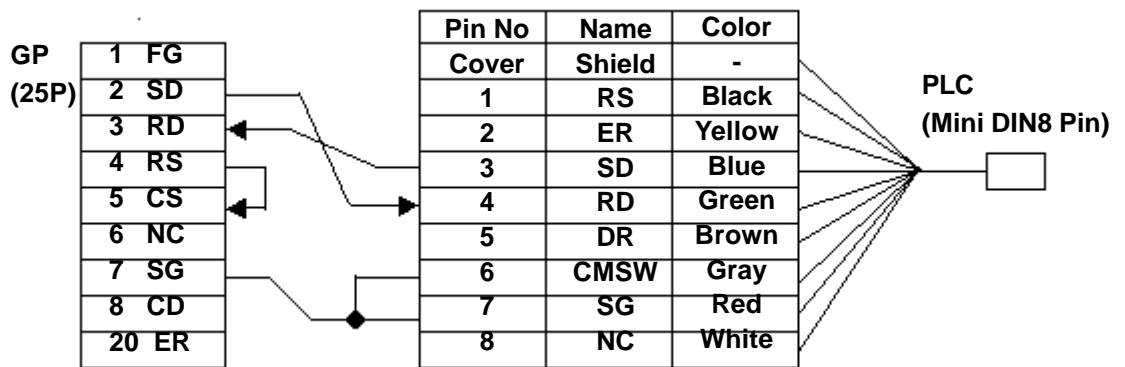 GP
(25P)
1 FG
2 SD
3 RD
4 RS
5 CS
6 NC
7 SG
8 CD
20 ER
Pin No Name Color
Cover Shield -
1 RS Black
2 ER Yellow
3 SD Blue
4 RD Green
5 DR Brown
6 CMSW Gray
7 SG Red
8 NC White
PLC
(Mini DIN8 Pin)